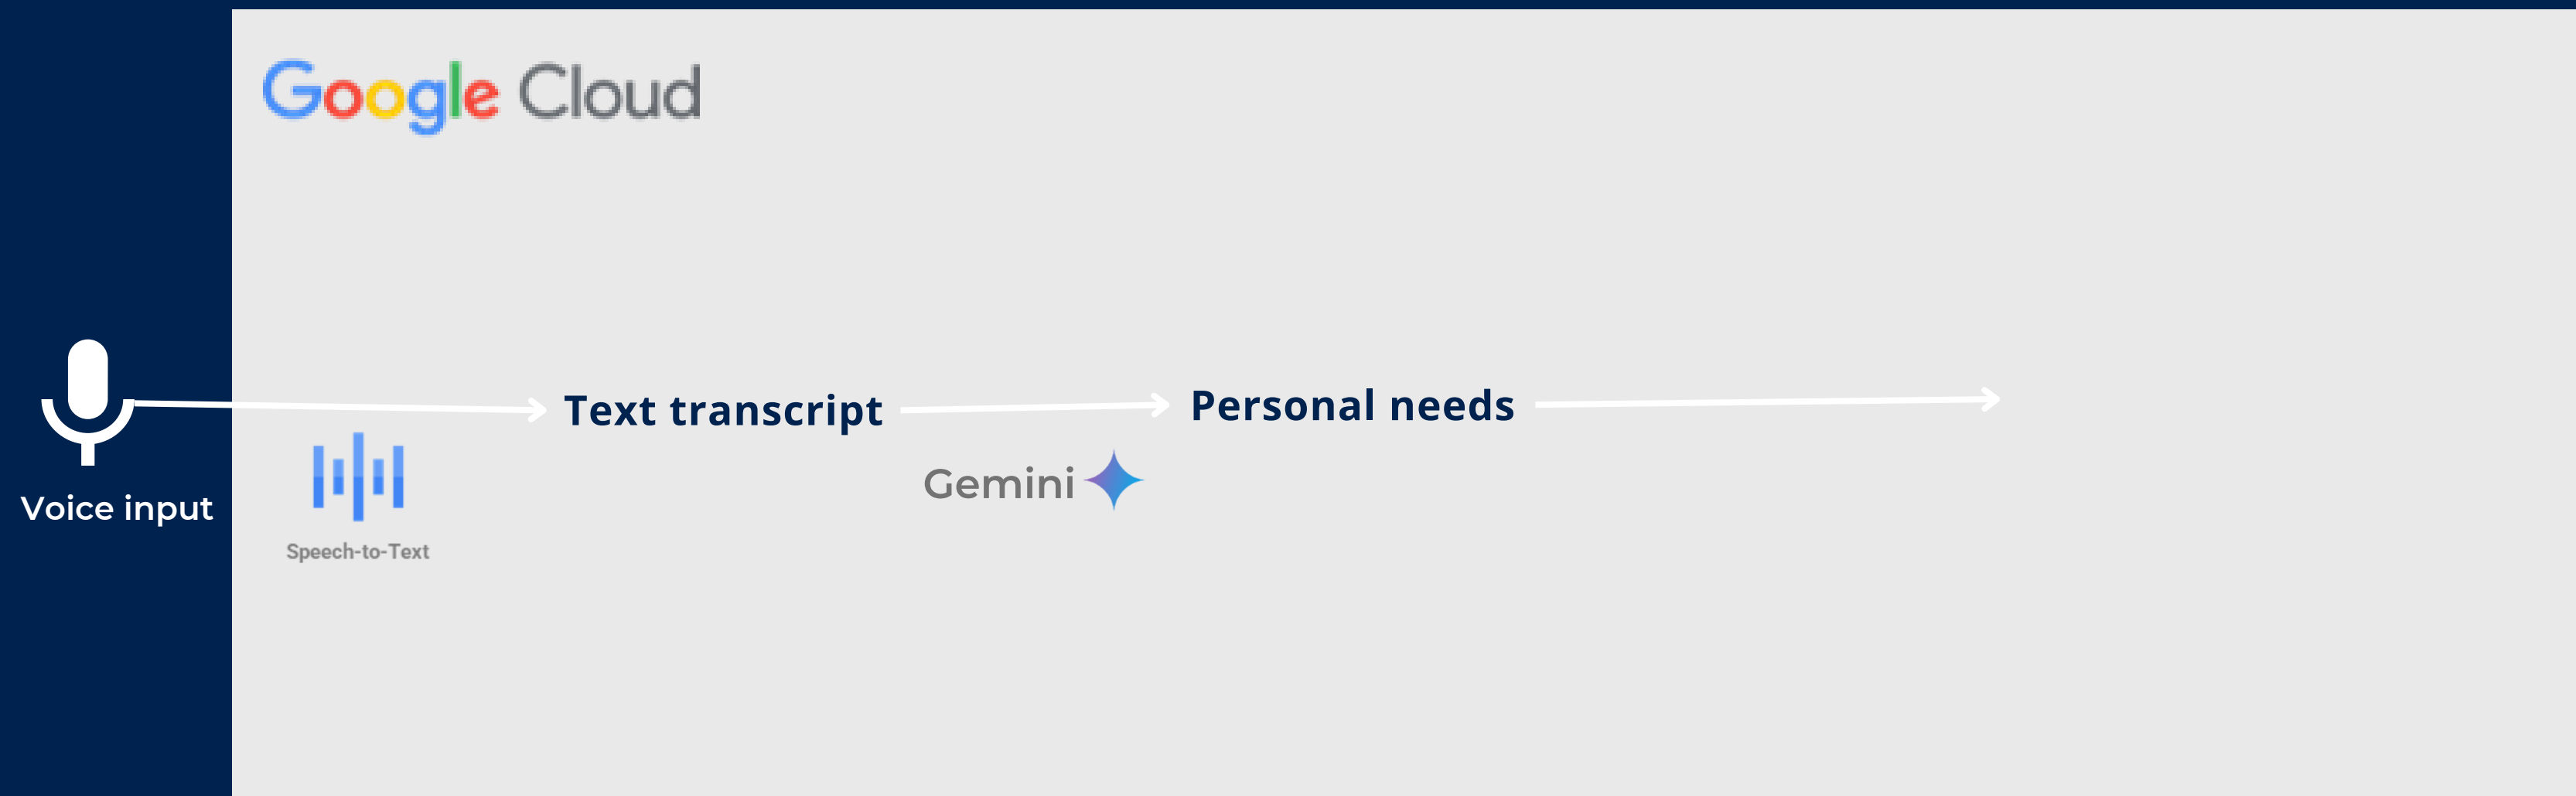 Google Cloud
Text transcript
Personal needs
Gemini
Voice input
Speech-to-Text